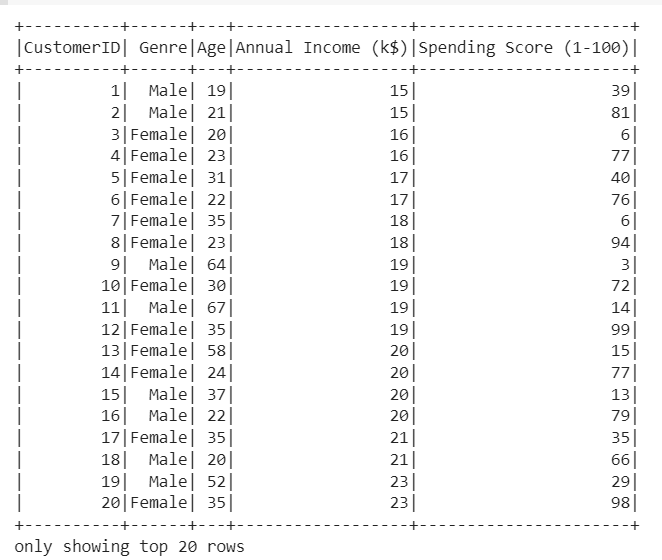 +----------+------+---+------------------+----------------------+
|CustomerID| Genre|Age|Annual Income (k$)|Spending Score (1-100)|
+----------+------+---+------------------+----------------------+
|         1|  Male| 19|                15|                    39|
|         2|  Male| 21|                15|                    81|
|         3|Female| 20|                16|                     6|
|         4|Female| 23|                16|                    77|
|         5|Female| 31|                17|                    40|
|         6|Female| 22|                17|                    76|
|         7|Female| 35|                18|                     6|
|         8|Female| 23|                18|                    94|
|         9|  Male| 64|                19|                     3|
|        10|Female| 30|                19|                    72|
|        11|  Male| 67|                19|                    14|
|        12|Female| 35|                19|                    99|
|        13|Female| 58|                20|                    15|
|        14|Female| 24|                20|                    77|
|        15|  Male| 37|                20|                    13|
|        16|  Male| 22|                20|                    79|
|        17|Female| 35|                21|                    35|
|        18|  Male| 20|                21|                    66|
|        19|  Male| 52|                23|                    29|
|        20|Female| 35|                23|                    98|
+----------+------+---+------------------+----------------------+
only showing top 20 rows